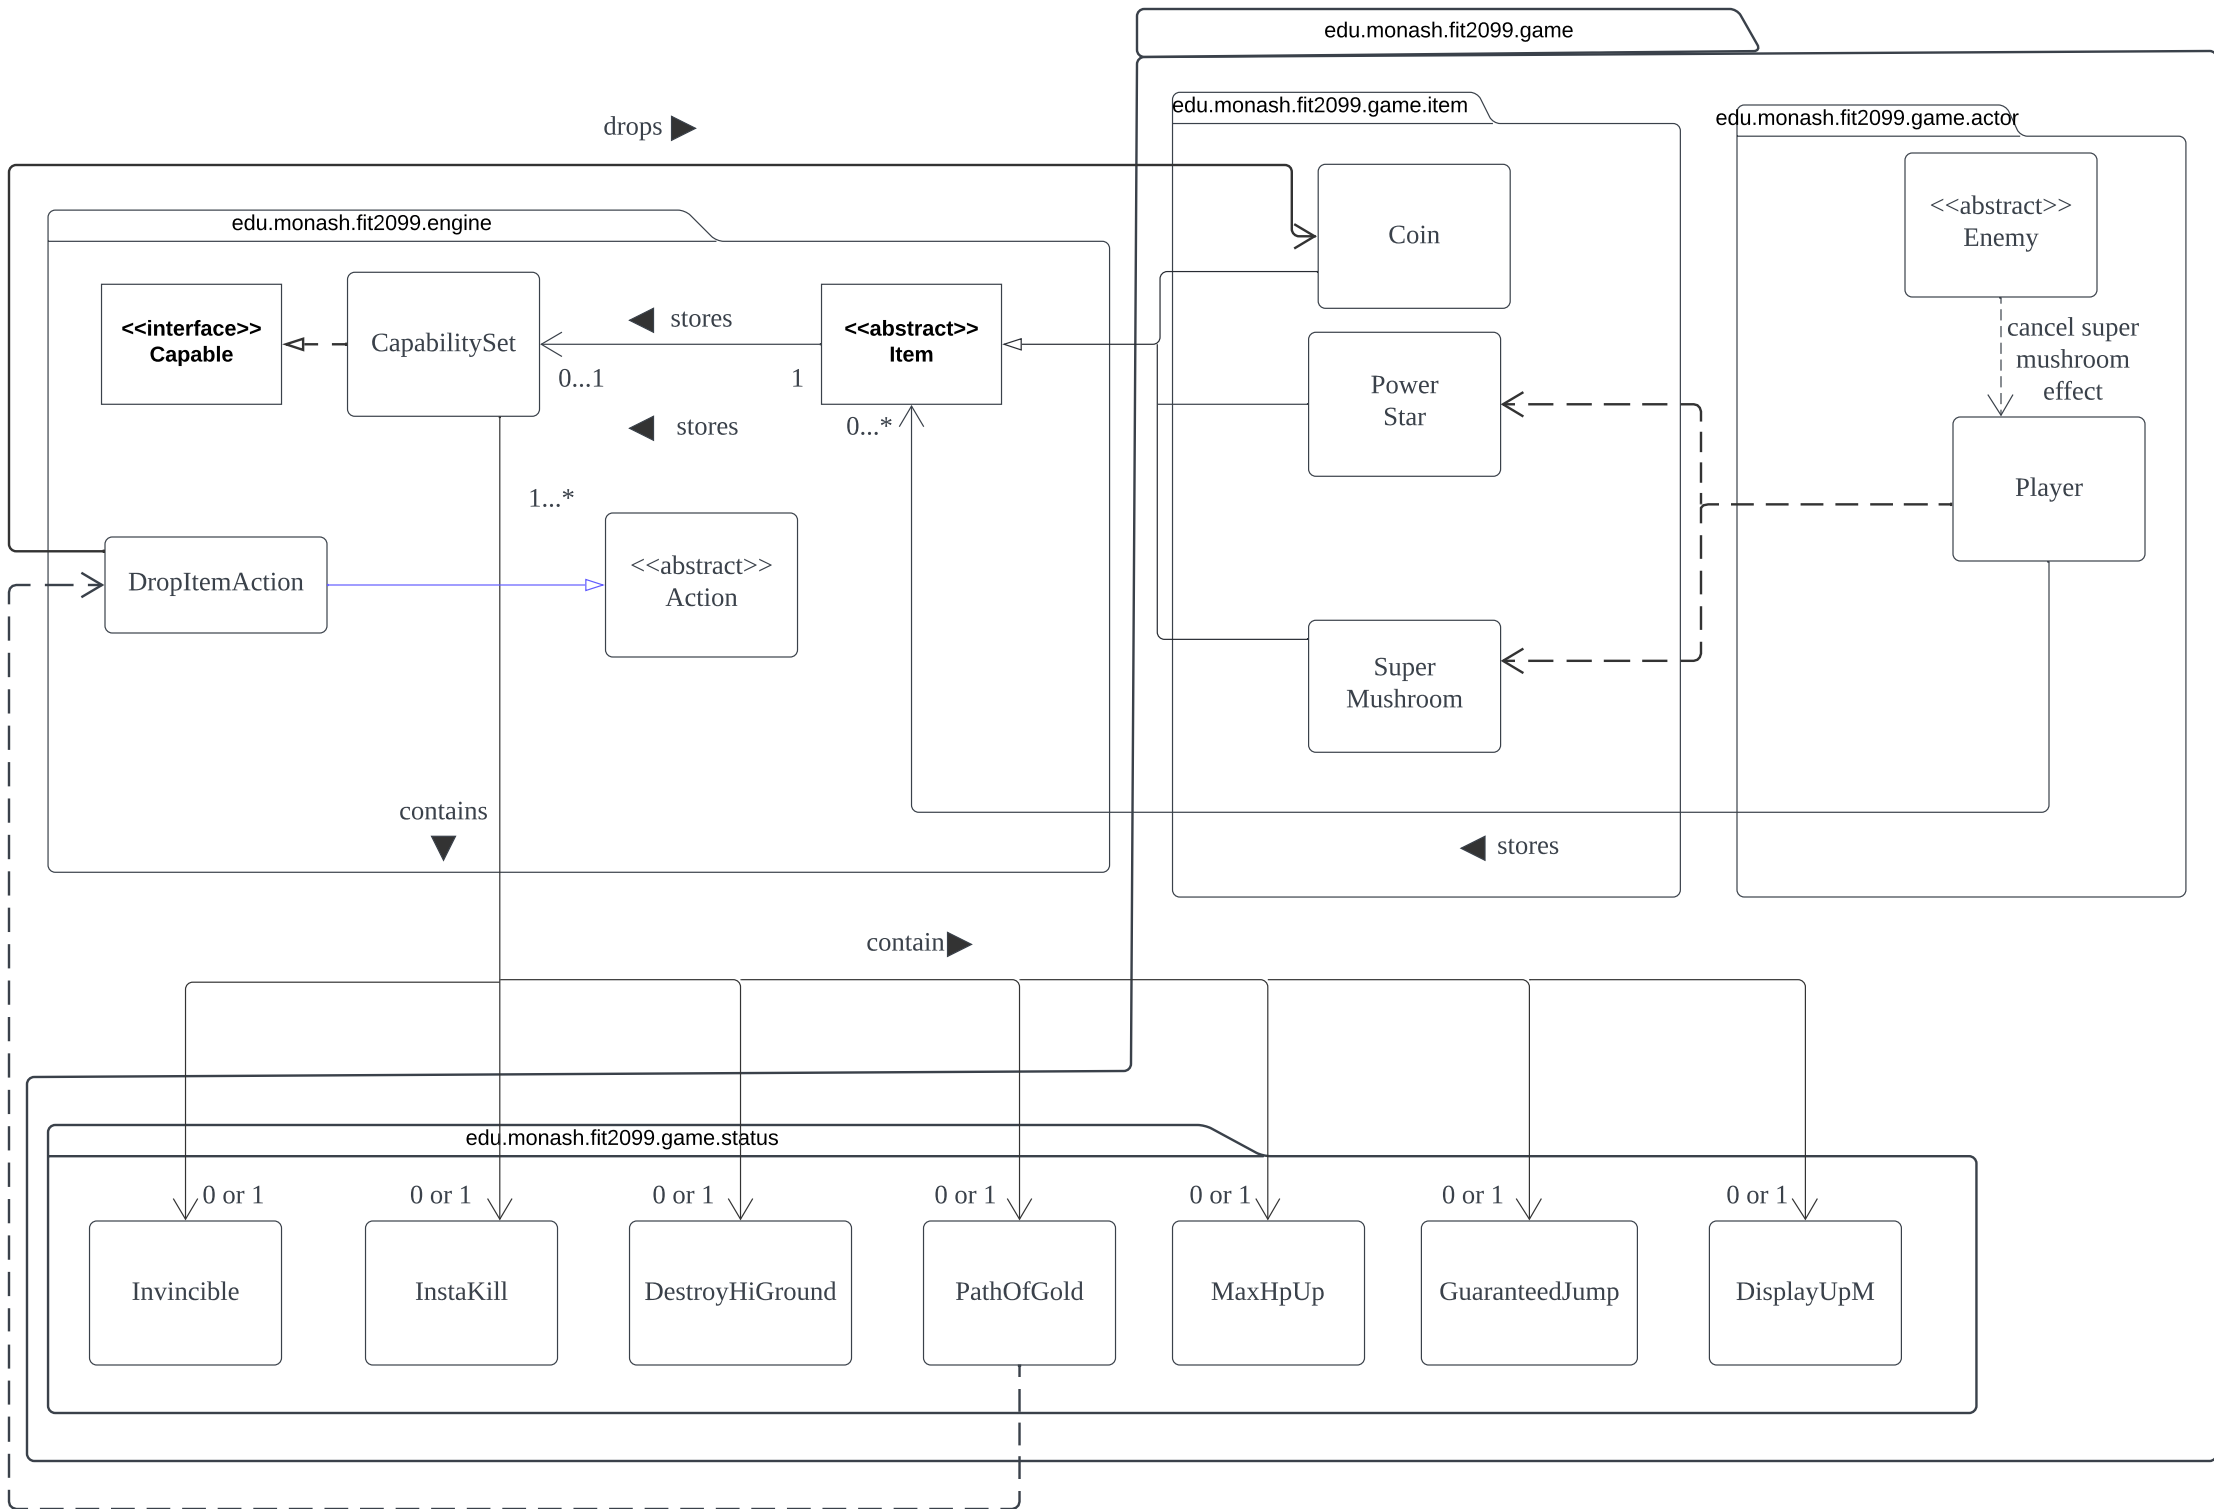 edu.monash.fit2099.game
edu.monash.fit2099.game.item
edu.monash.fit2099.game.actor
drops
Coin
<<abstract>>
Enemy
edu.monash.fit2099.engine
<<interface>>
Capable
CapabilitySet
stores
<<abstract>>
Item
0...1
1
stores
0...*
Power
Star
cancel super
mushroom
effect
Player
1...*
DropItemAction
<<abstract>>
Action
Super
Mushroom
contains
stores
contain
edu.monash.fit2099.game.status
0 or 1
0 or 1
0 or 1
0 or 1
0 or 1
0 or 1
0 or 1
Invincible
InstaKill
DestroyHiGround
PathOfGold
MaxHpUp
GuaranteedJump
DisplayUpM